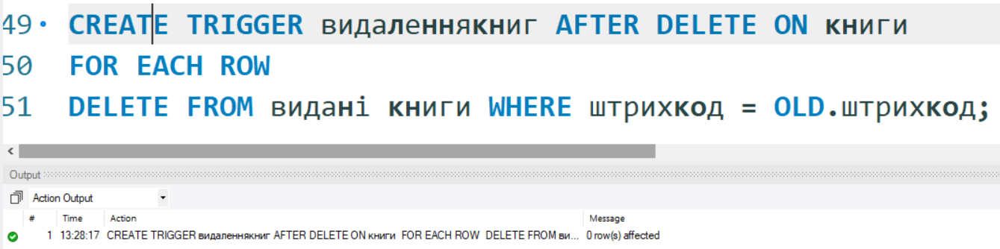 49 CREATE TRIGGER видаленнякниг AFTER DELETE ON книги
50 FOR EACH ROW
51 DELETE FROM видані книги WHERE штрихкод = OLD.штрихкод;
Output
Action Output
# Time Action Message
1 13:28:17 CREATE TRIGGER видаленнякниг AFTER DELETE ON книги FOR EACH ROW DELETE FROM ви... 0 row(s) affected